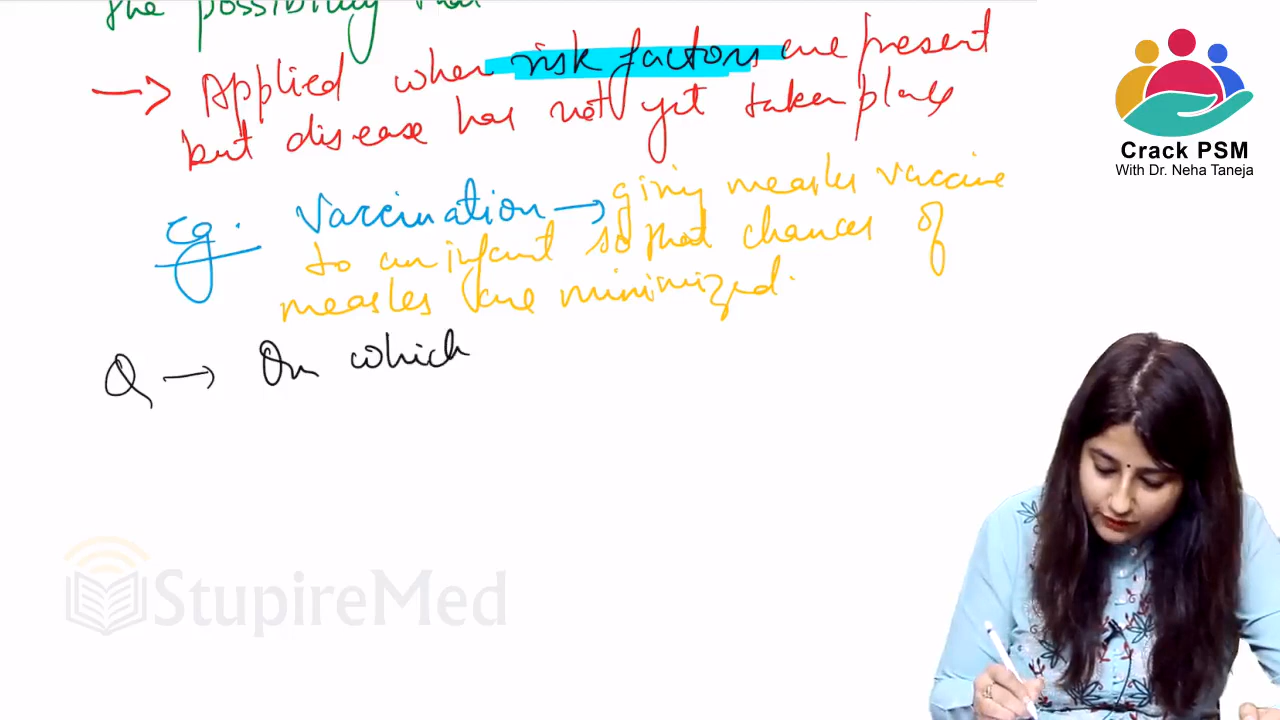 the possibility that
→ Applied when risk factors are present
but disease has not yet taken place
eg. Vaccination → giving measles vaccine
to an infant so that chances of
measles are minimized.
Q → On which
Crack PSM
With Dr. Neha Taneja
StupireMed